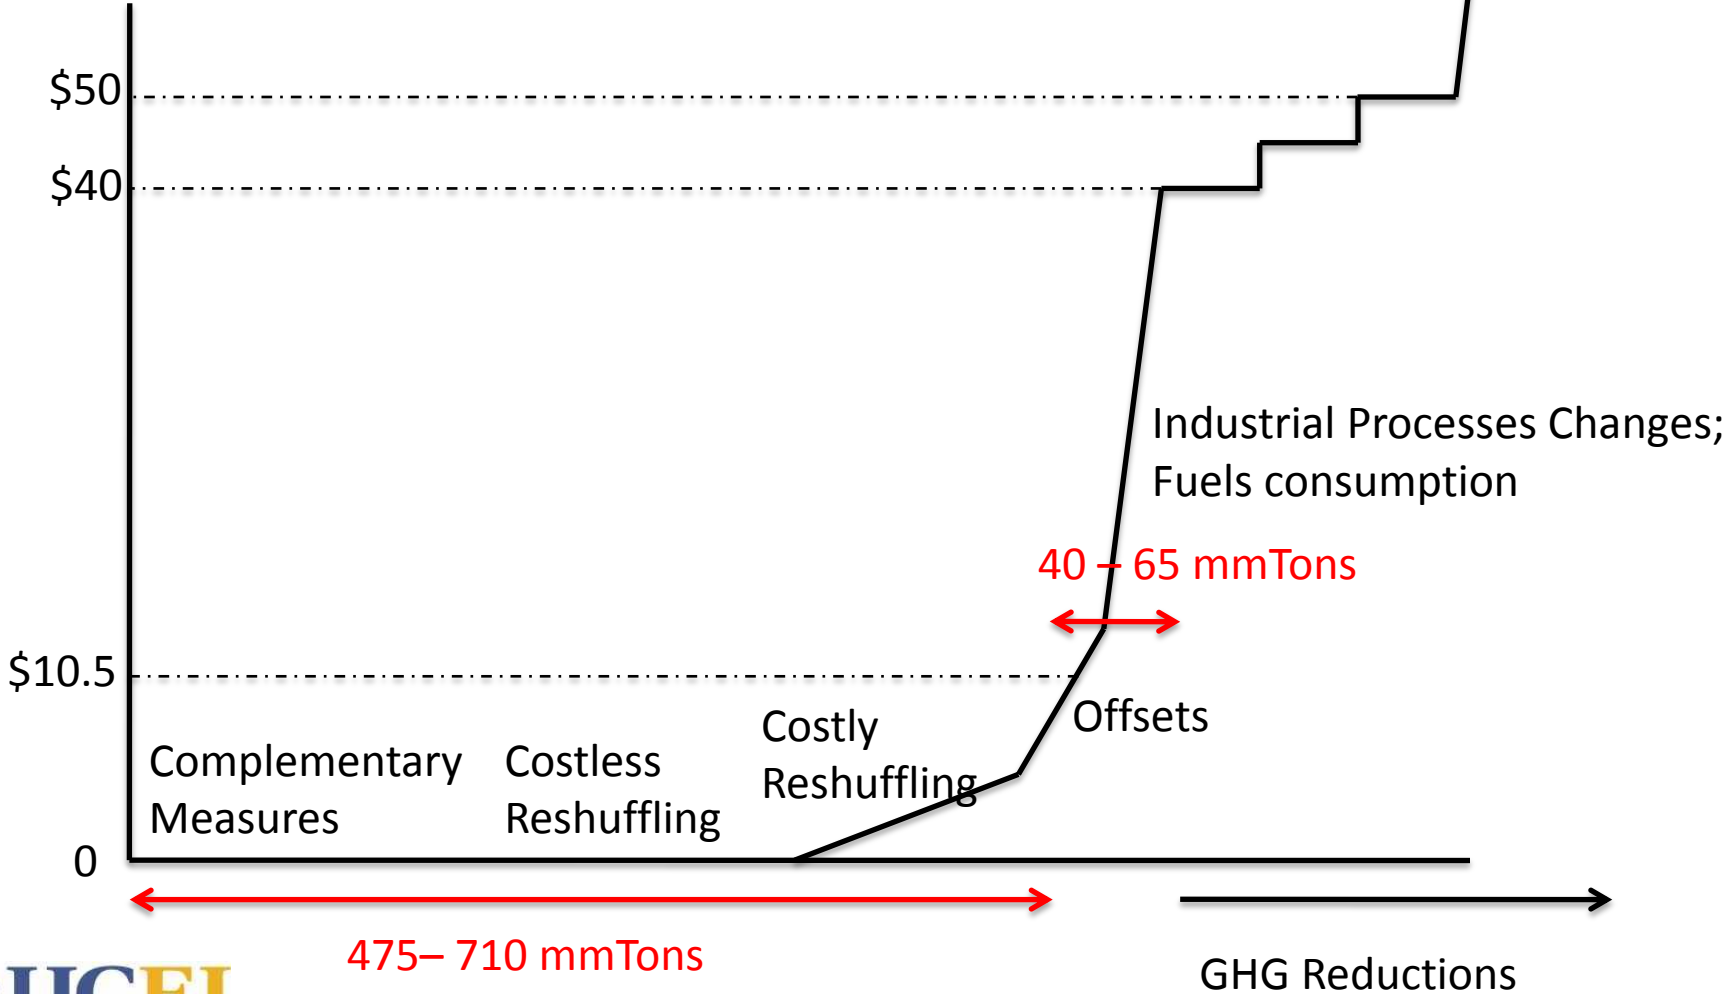 $50
$40
Industrial Processes Changes;
Fuels consumption
40 – 65 mmTons
$10.5
Offsets
Costly
Reshuffling
Complementary
Measures
Costless
Reshuffling
0
475– 710 mmTons
GHG Reductions